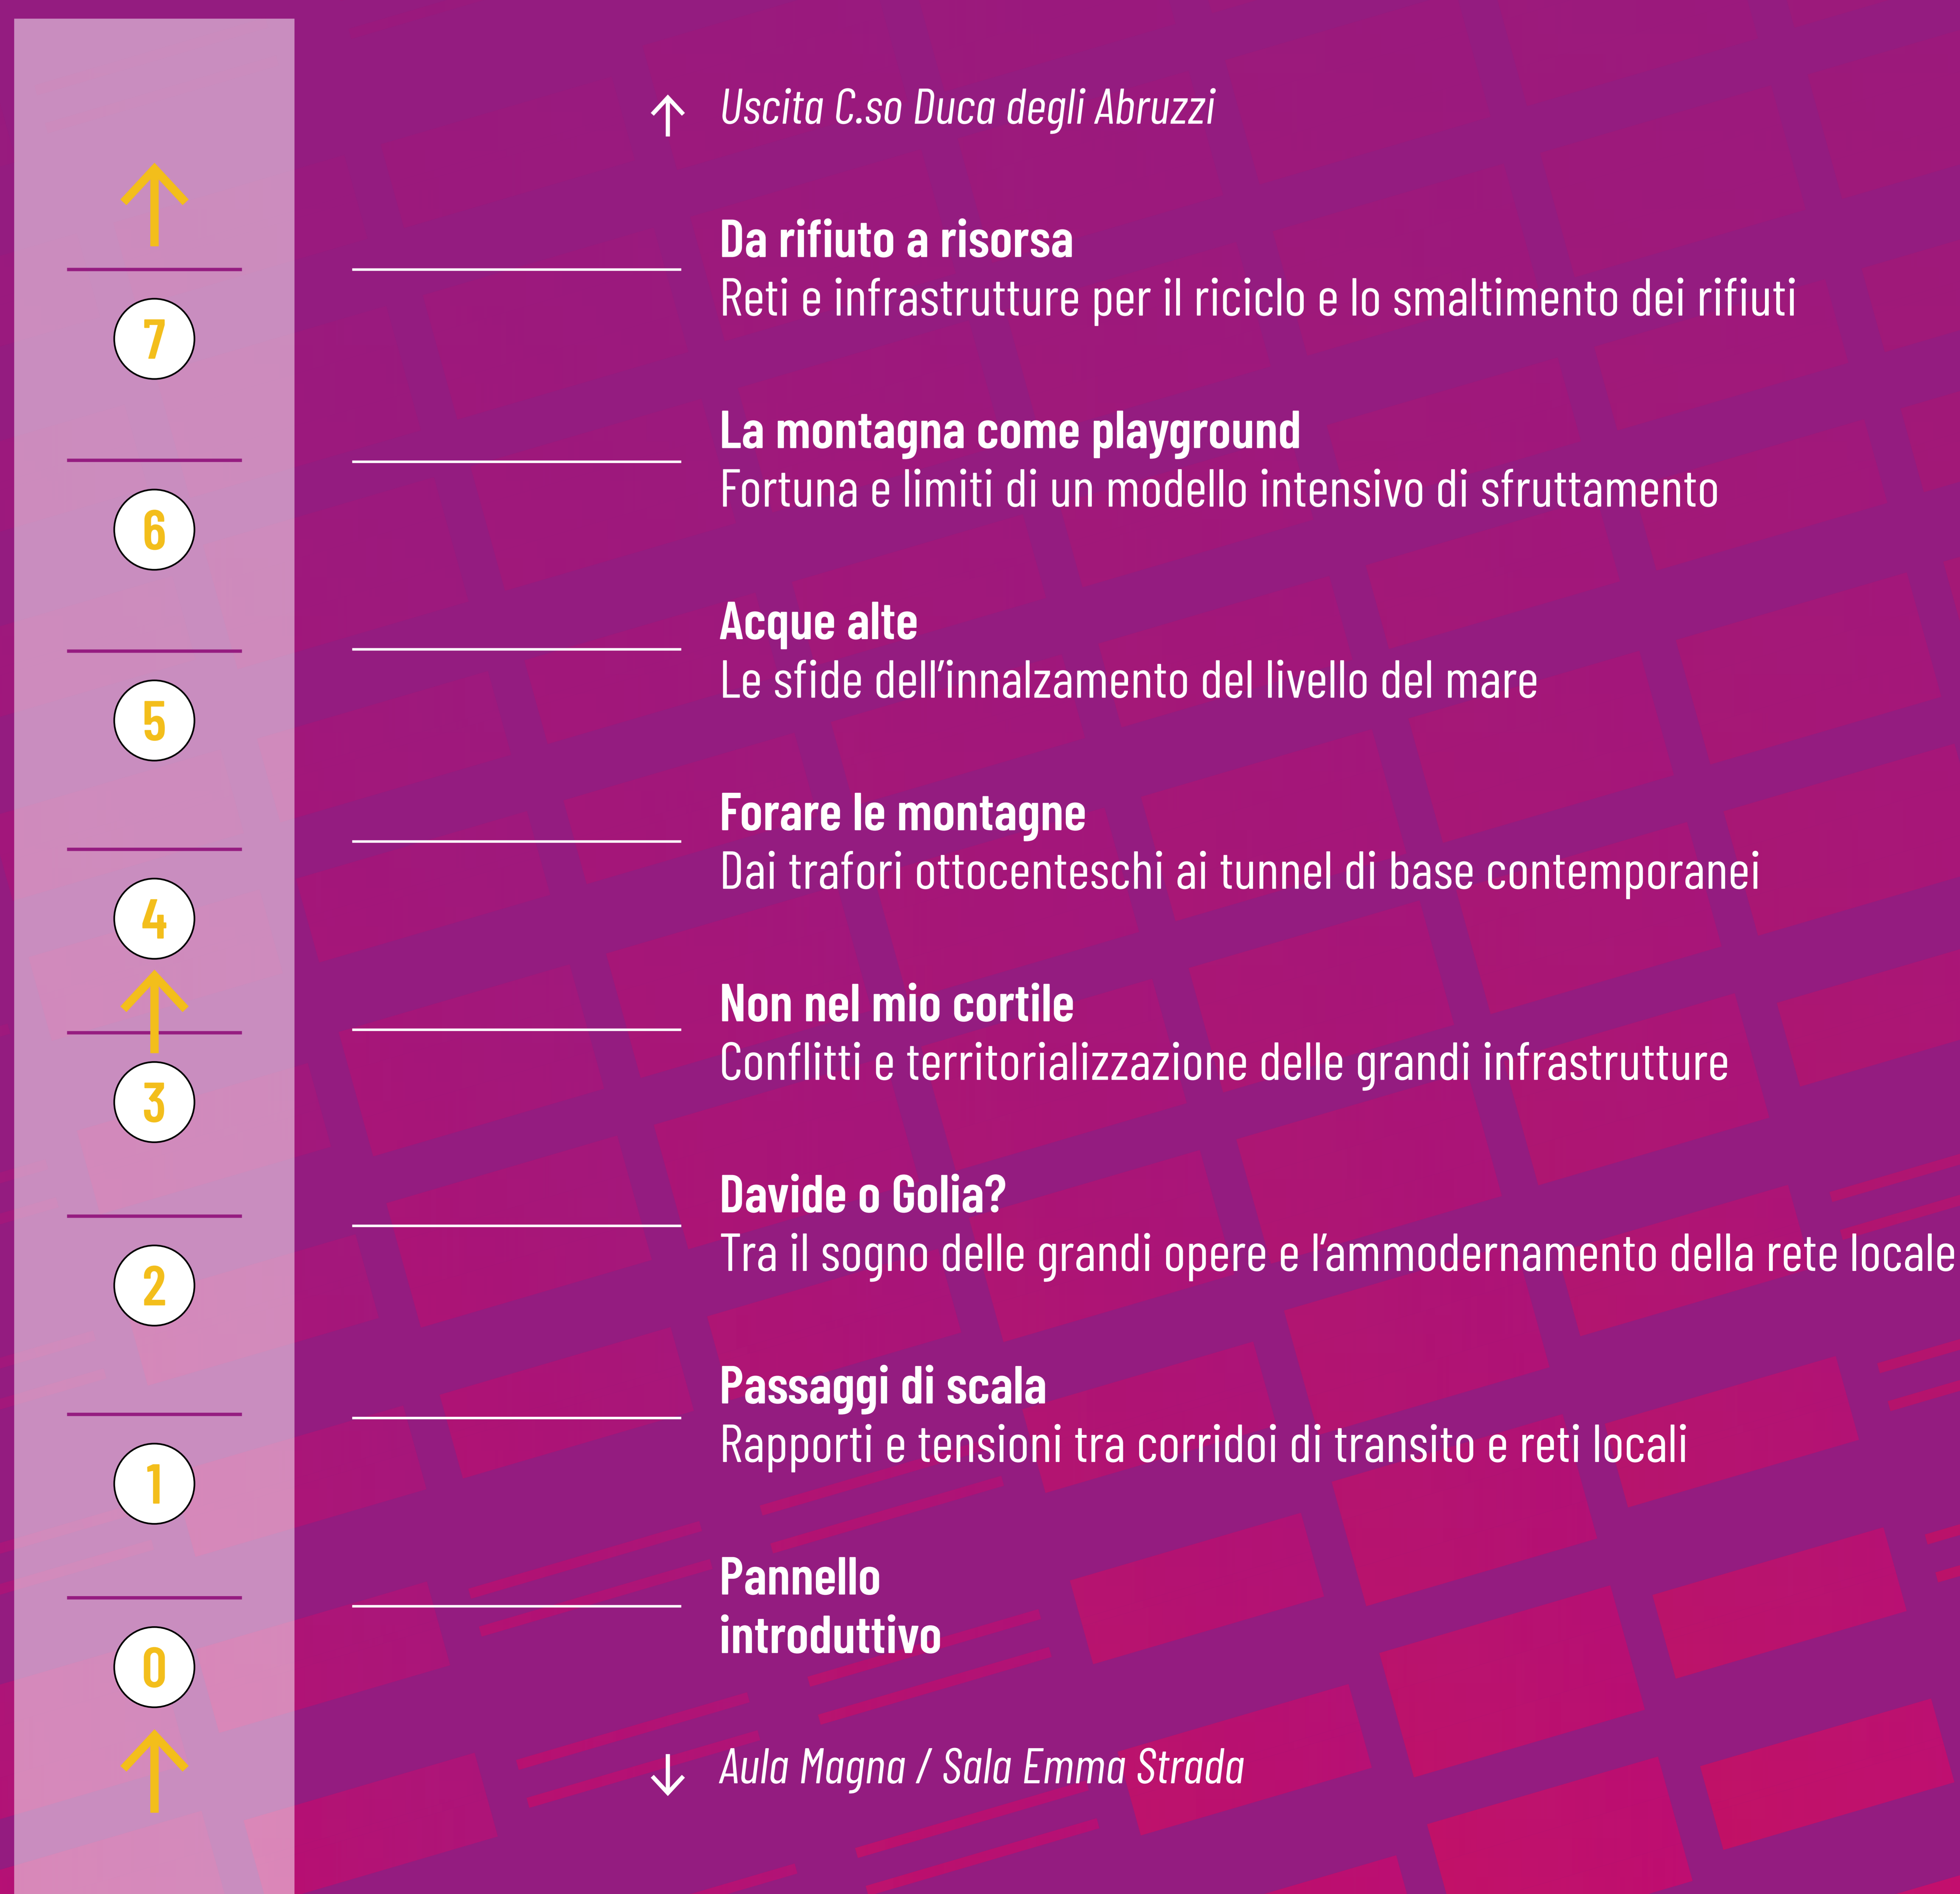 ↑ Uscita C.so Duca degli Abruzzi
Da rifiuto a risorsa
Reti e infrastrutture per il riciclo e lo smaltimento dei rifiuti
7
La montagna come playground
Fortuna e limiti di un modello intensivo di sfruttamento
6
Acque alte
Le sfide dell’innalzamento del livello del mare
5
Forare le montagne
Dai trafori ottocenteschi ai tunnel di base contemporanei
4
Non nel mio cortile
Conflitti e territorializzazione delle grandi infrastrutture
3
Davide o Golia?
Tra il sogno delle grandi opere e l’ammodernamento della rete locale
2
Passaggi di scala
Rapporti e tensioni tra corridoi di transito e reti locali
1
Pannello
introduttivo
0
↓ Aula Magna / Sala Emma Strada